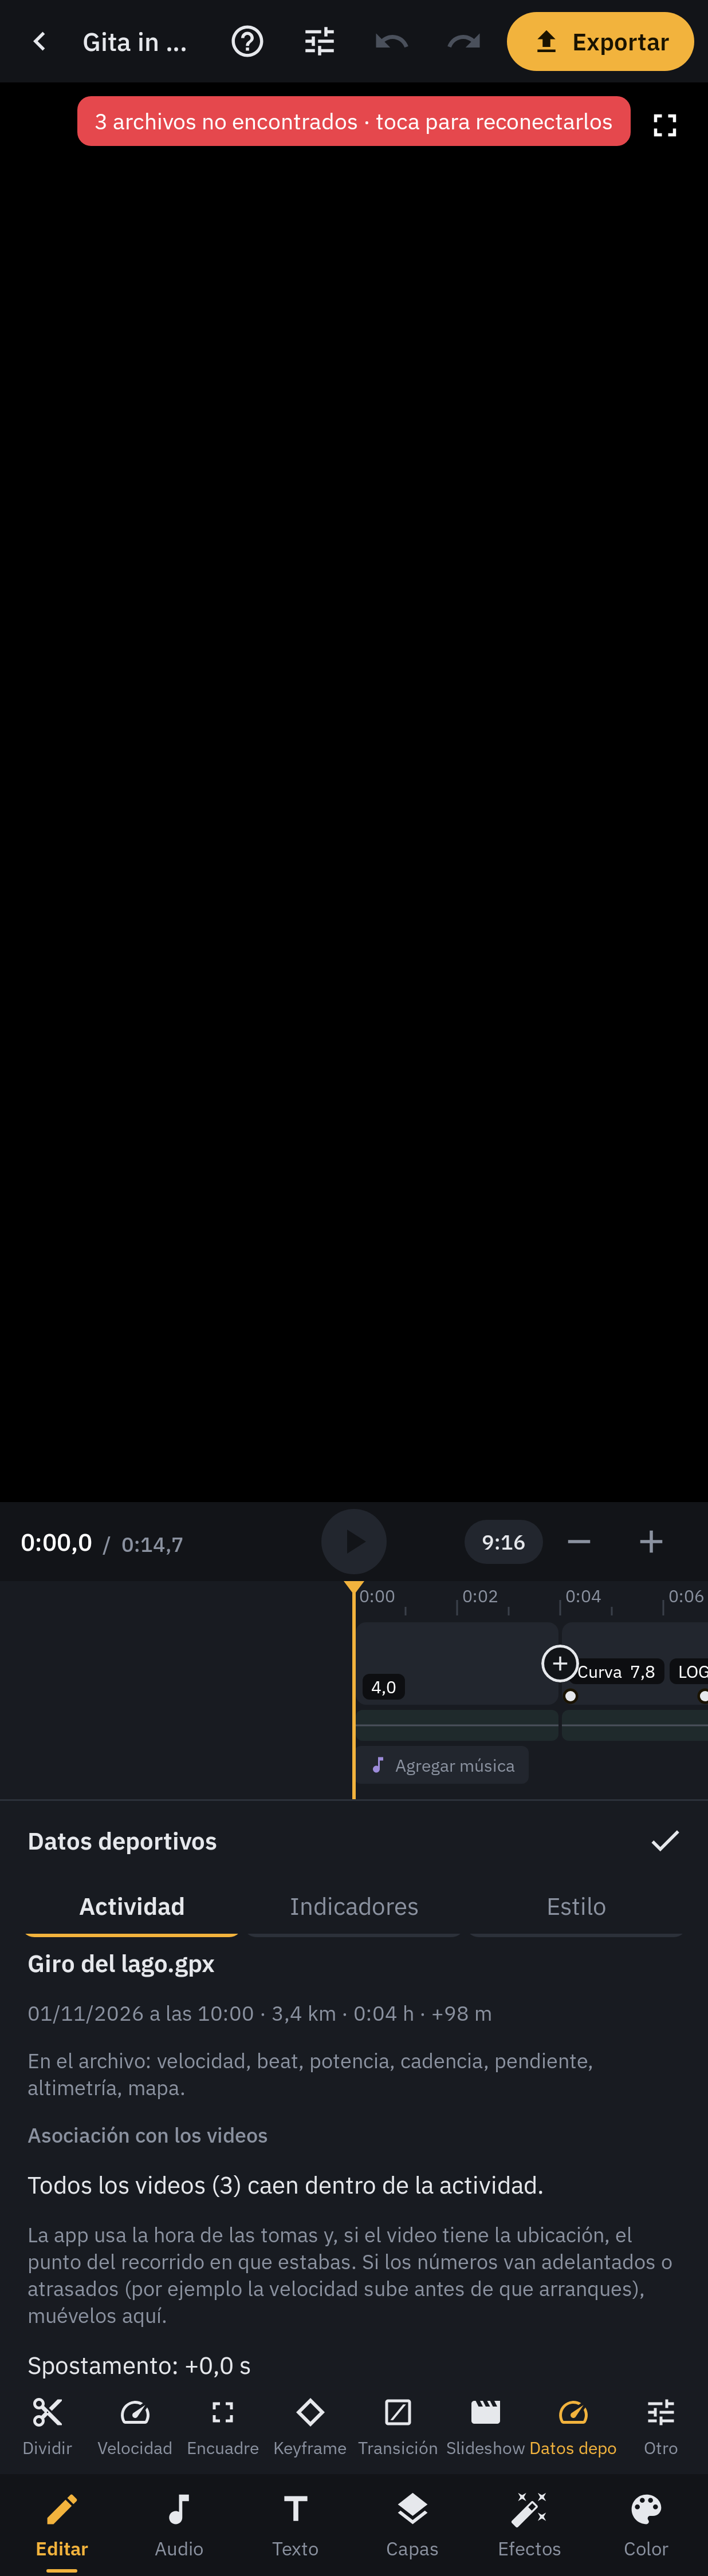 Gita in ...
Exportar
3 archivos no encontrados · toca para reconectarlos
0:00,0 / 0:14,7
9:16
0:00 0:02 0:04 0:06
4,0
Curva 7,8
LOG
Agregar música
Datos deportivos
Actividad Indicadores Estilo
Giro del lago.gpx
01/11/2026 a las 10:00 · 3,4 km · 0:04 h · +98 m
En el archivo: velocidad, beat, potencia, cadencia, pendiente,
altimetría, mapa.
Asociación con los videos
Todos los videos (3) caen dentro de la actividad.
La app usa la hora de las tomas y, si el video tiene la ubicación, el
punto del recorrido en que estabas. Si los números van adelantados o
atrasados (por ejemplo la velocidad sube antes de que arranques),
muévelos aquí.
Spostamento: +0,0 s
Dividir Velocidad Encuadre Keyframe Transición Slideshow Datos depo Otro
Editar Audio Texto Capas Efectos Color